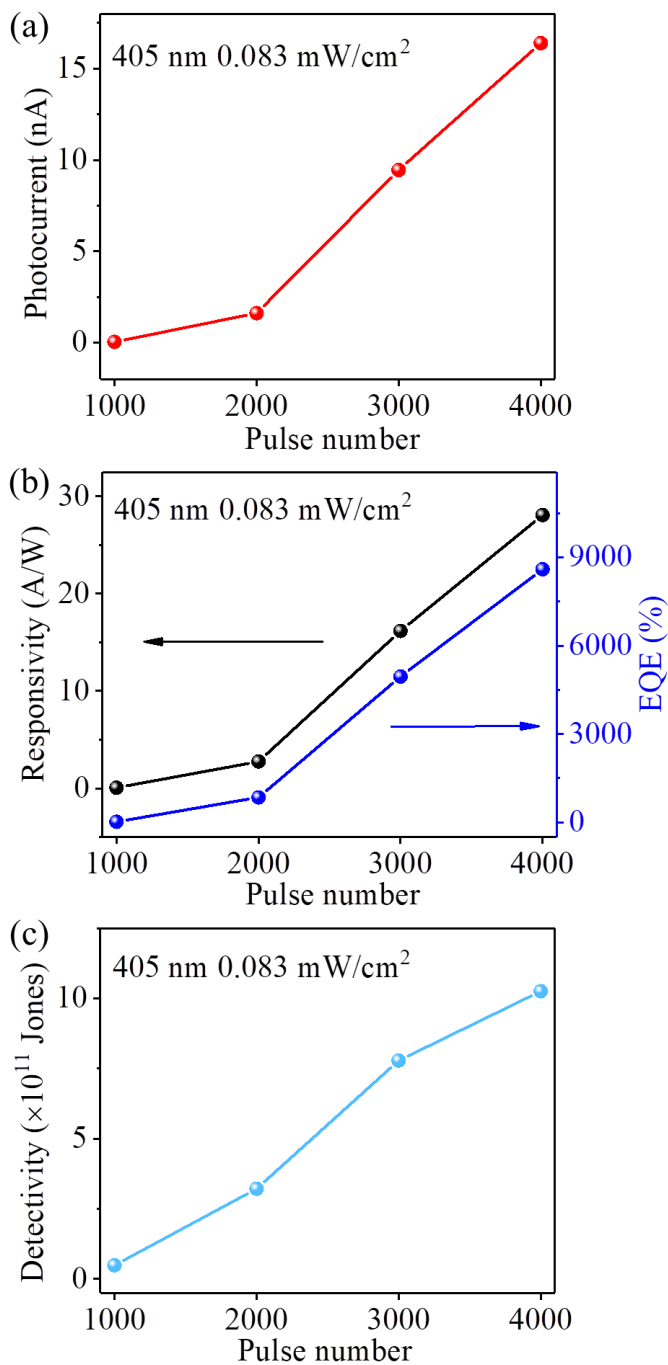 (a)
405 nm 0.083 mW/cm²
Photocurrent (nA)
15
10
5
0
1000 2000 3000 4000
Pulse number
(b)
405 nm 0.083 mW/cm²
Responsivity (A/W)
30
20
10
0
EQE (%)
9000
6000
3000
0
1000 2000 3000 4000
Pulse number
(c)
405 nm 0.083 mW/cm²
Detectivity (×10¹¹ Jones)
10
5
0
1000 2000 3000 4000
Pulse number